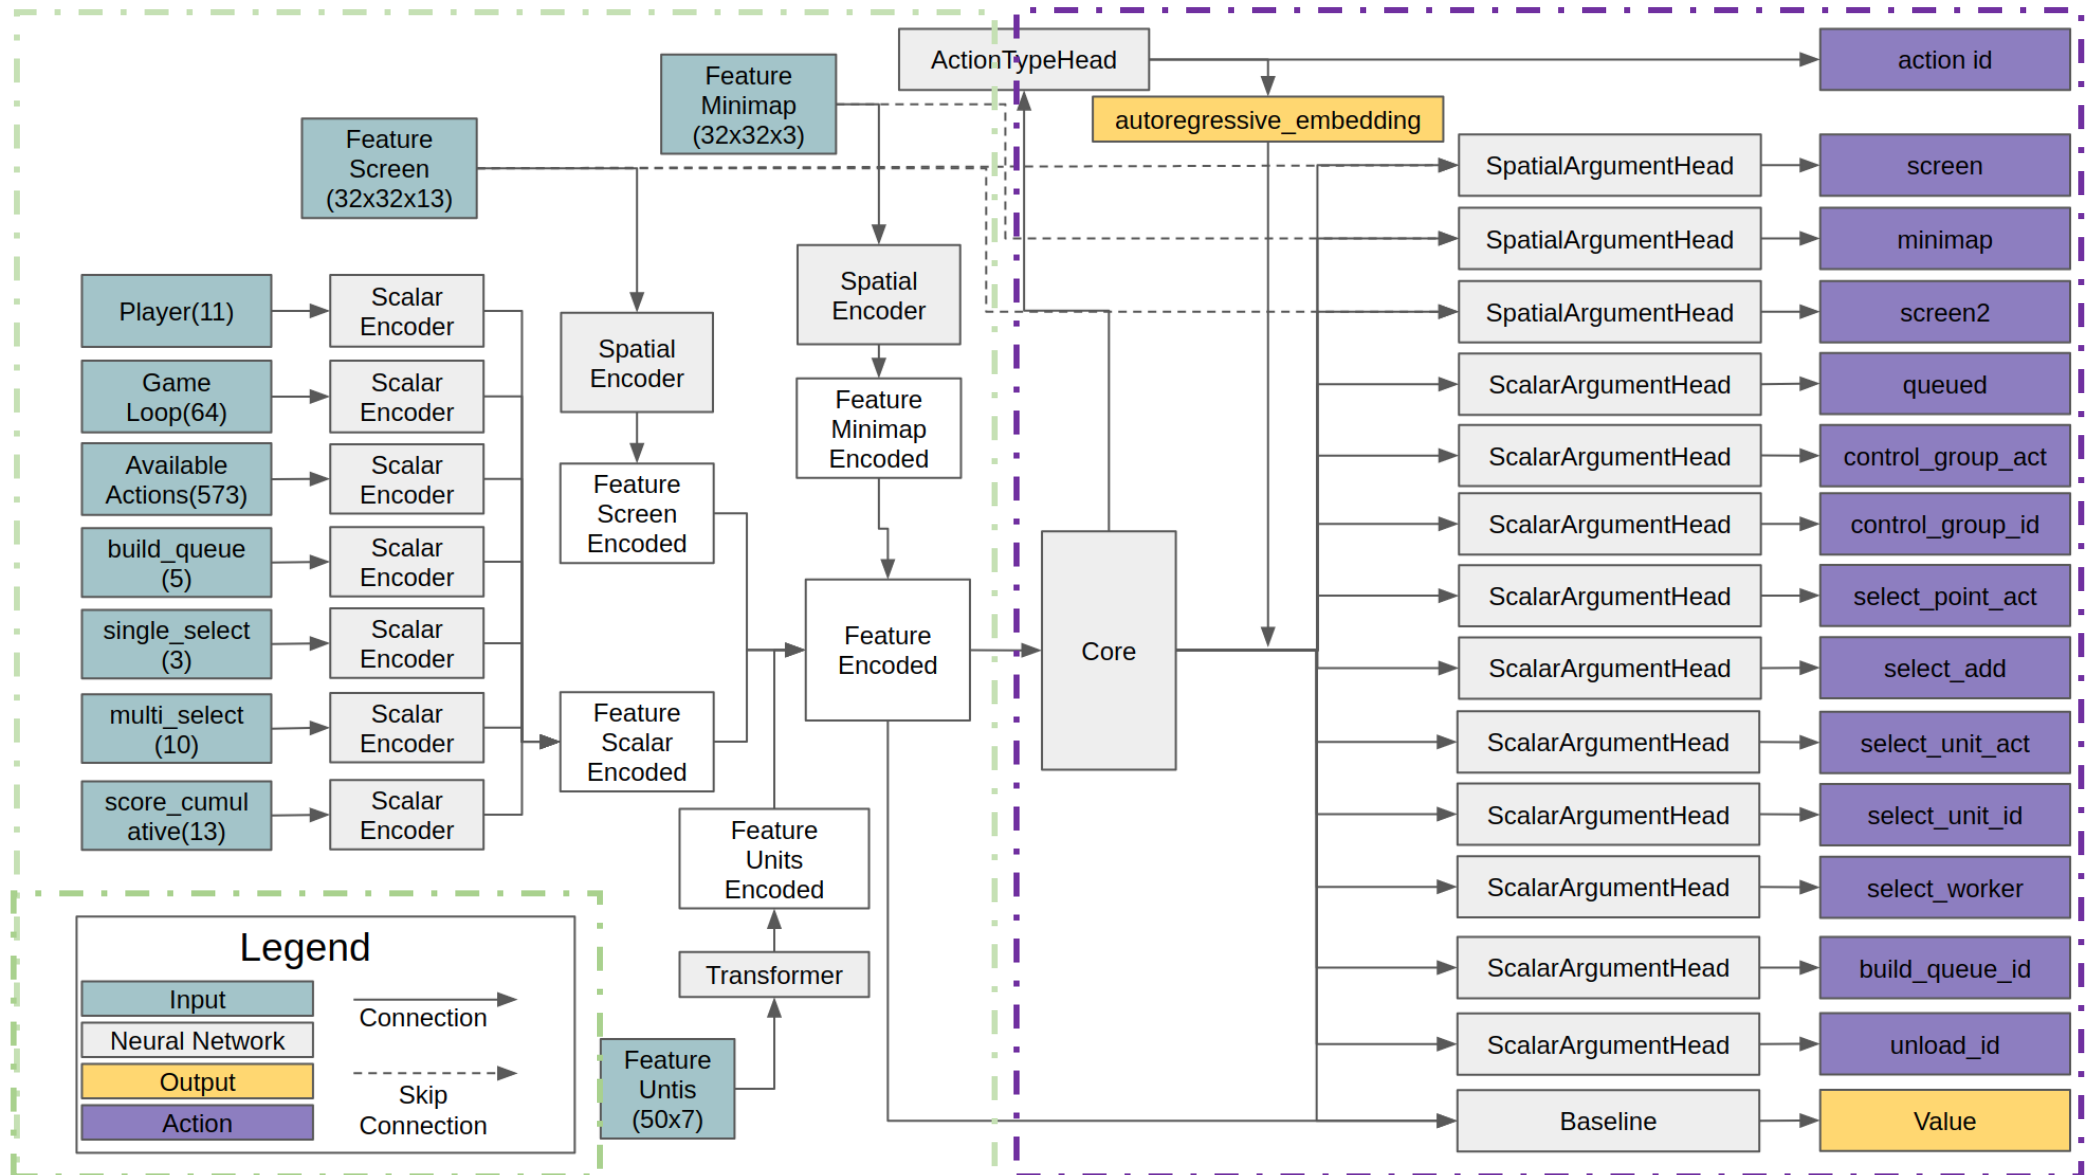 ActionTypeHead
action id
Feature
Minimap
(32x32x3)
autoregressive_embedding
Feature
Screen
(32x32x13)
SpatialArgumentHead
screen
SpatialArgumentHead
minimap
SpatialArgumentHead
screen2
Player(11)
Scalar
Encoder
Spatial
Encoder
Spatial
Encoder
Game
Loop(64)
Scalar
Encoder
Feature
Minimap
Encoded
ScalarArgumentHead
queued
Available
Actions(573)
Scalar
Encoder
Feature
Screen
Encoded
ScalarArgumentHead
control_group_act
build_queue
(5)
Scalar
Encoder
ScalarArgumentHead
control_group_id
single_select
(3)
Scalar
Encoder
Feature
Encoded
Core
ScalarArgumentHead
select_point_act
ScalarArgumentHead
select_add
multi_select
(10)
Scalar
Encoder
Feature
Scalar
Encoded
ScalarArgumentHead
select_unit_act
score_cumul
ative(13)
Scalar
Encoder
ScalarArgumentHead
select_unit_id
Feature
Units
Encoded
ScalarArgumentHead
select_worker
Transformer
ScalarArgumentHead
build_queue_id
Feature
Untis
(50x7)
ScalarArgumentHead
unload_id
Baseline
Value
Legend
Input
Neural Network
Output
Action
Connection
Skip
Connection